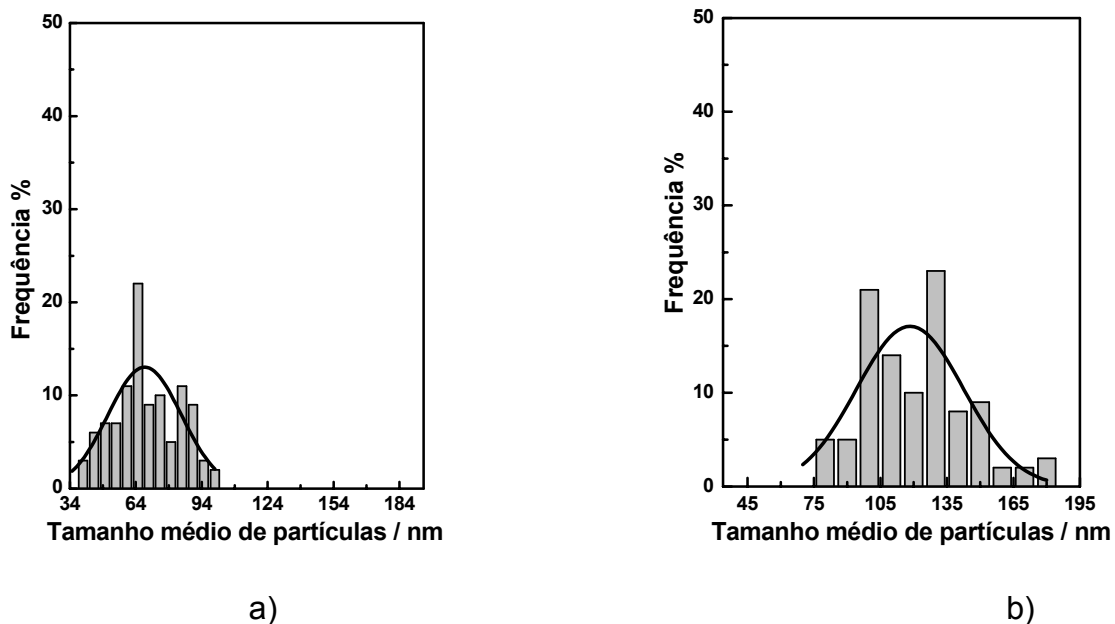 50
40
30
20
10
0
Frequência %
34 64 94 124 154 184
Tamanho médio de partículas / nm
a)
50
40
30
20
10
0
Frequência %
45 75 105 135 165 195
Tamanho médio de partículas / nm
b)